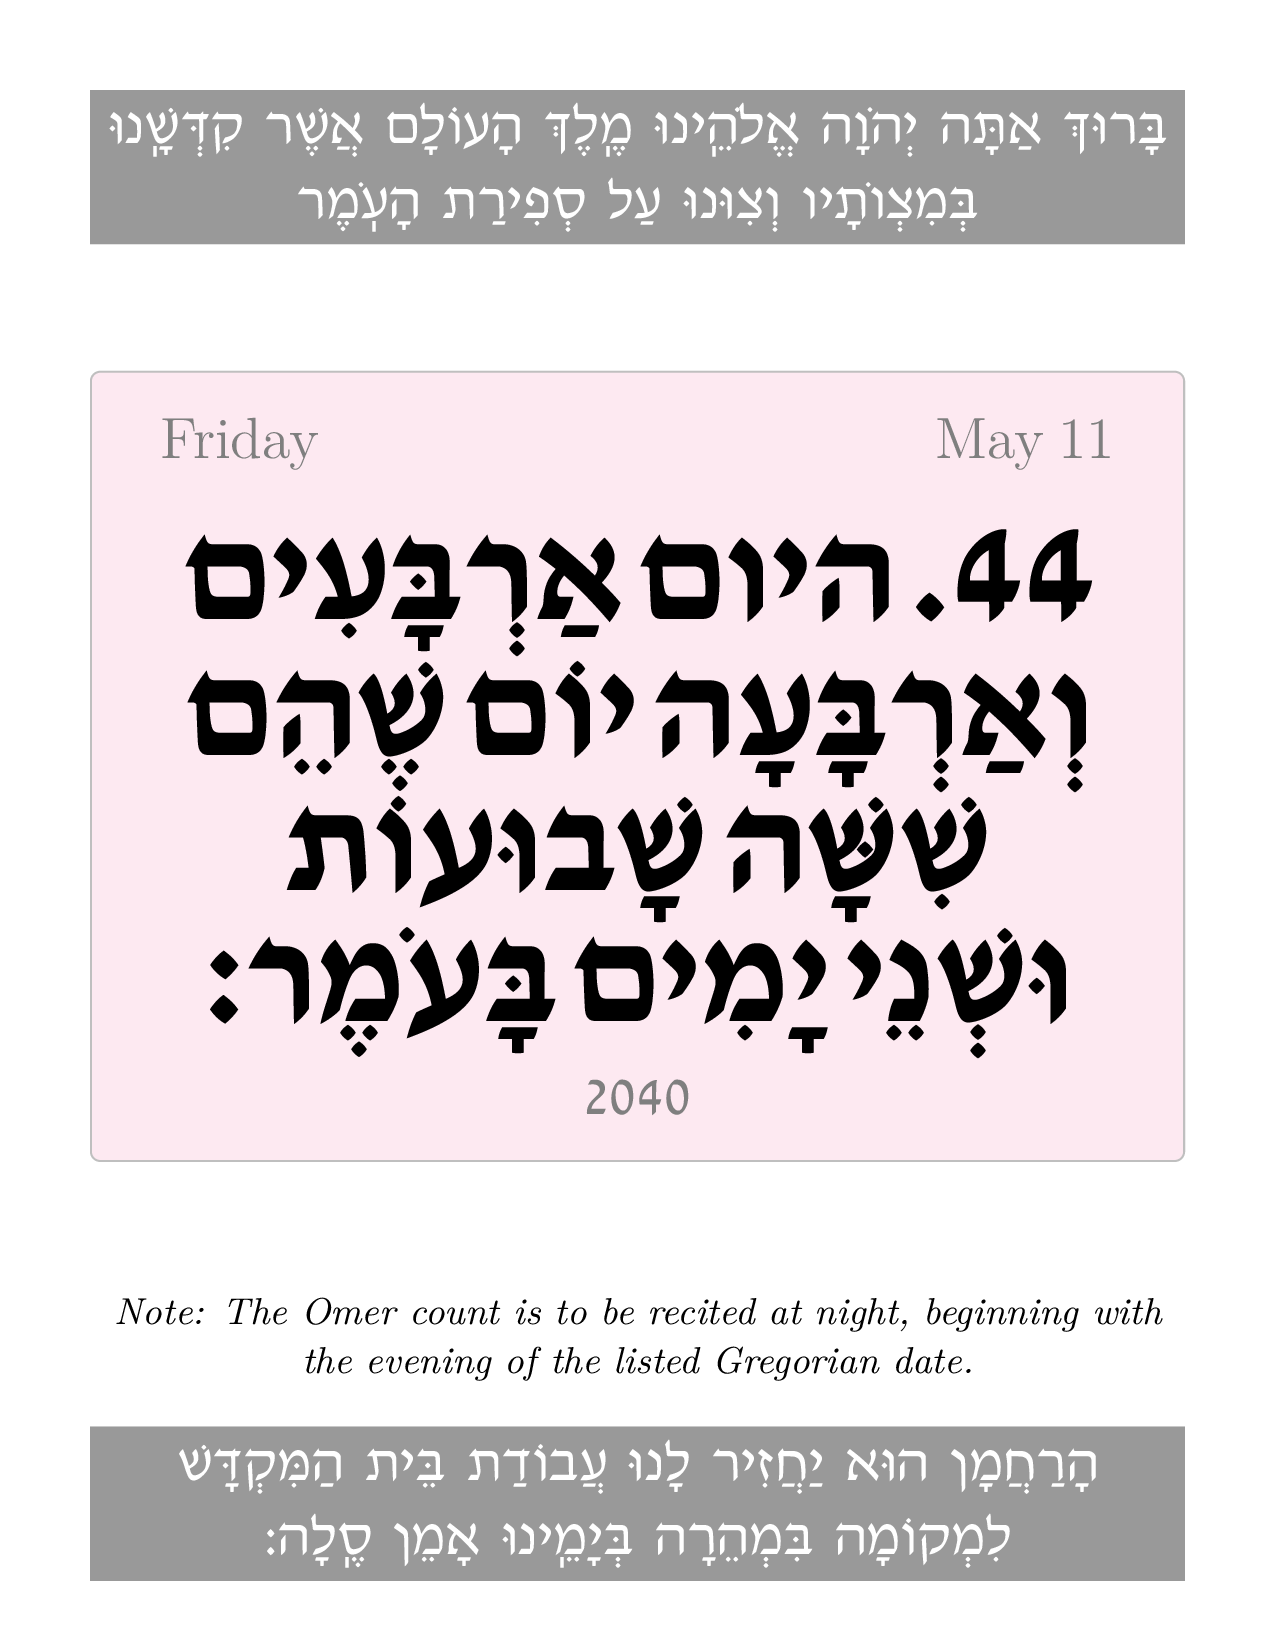 בָּרוּךְ אַתָּה יְהֹוָה אֱלֹהֵֽינוּ מֶֽלֶךְ הָעוֹלָם אֲשֶׁר קִדְּשָֽׁנוּ
בְּמִצְוֹתָיו וְצִוּנוּ עַל סְפִירַת הָעֹֽמֶר
Friday May 11
44. היום אַרְבָּעִים
וְאַרְבָּעָה יוֹם שֶׁהֵם
שִׁשָּׁה שָׁבוּעוֹת
וּשְׁנֵי יָמִים בָּעֹמֶר:
2040
Note: The Omer count is to be recited at night, beginning with
the evening of the listed Gregorian date.
הָרַחֲמָן הוּא יַחֲזִיר לָנוּ עֲבוֹדַת בֵּית הַמִּקְדָּשׁ
לִמְקוֹמָה בִּמְהֵרָה בְּיָמֵֽינוּ אָמֵן סֶֽלָה: